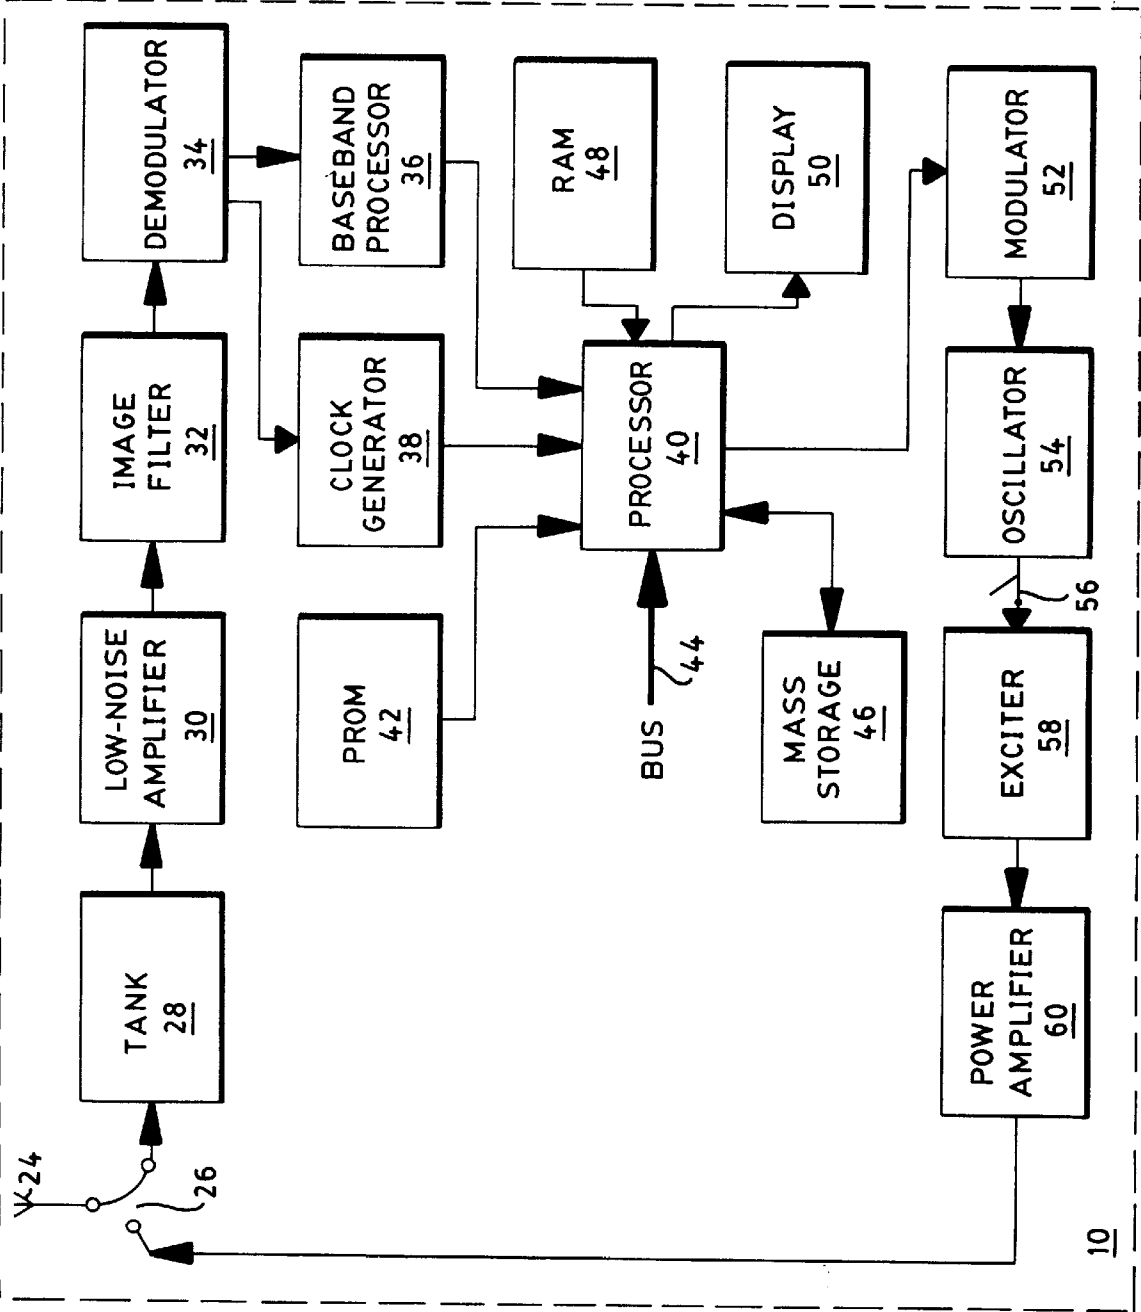 24
26
TANK
28
LOW-NOISE
AMPLIFIER
30
IMAGE
FILTER
32
DEMODULATOR
34
PROM
42
CLOCK
GENERATOR
38
BASEBAND
PROCESSOR
36
BUS
44
PROCESSOR
40
RAM
48
MASS
STORAGE
46
DISPLAY
50
POWER
AMPLIFIER
60
EXCITER
58
56
OSCILLATOR
54
MODULATOR
52
10